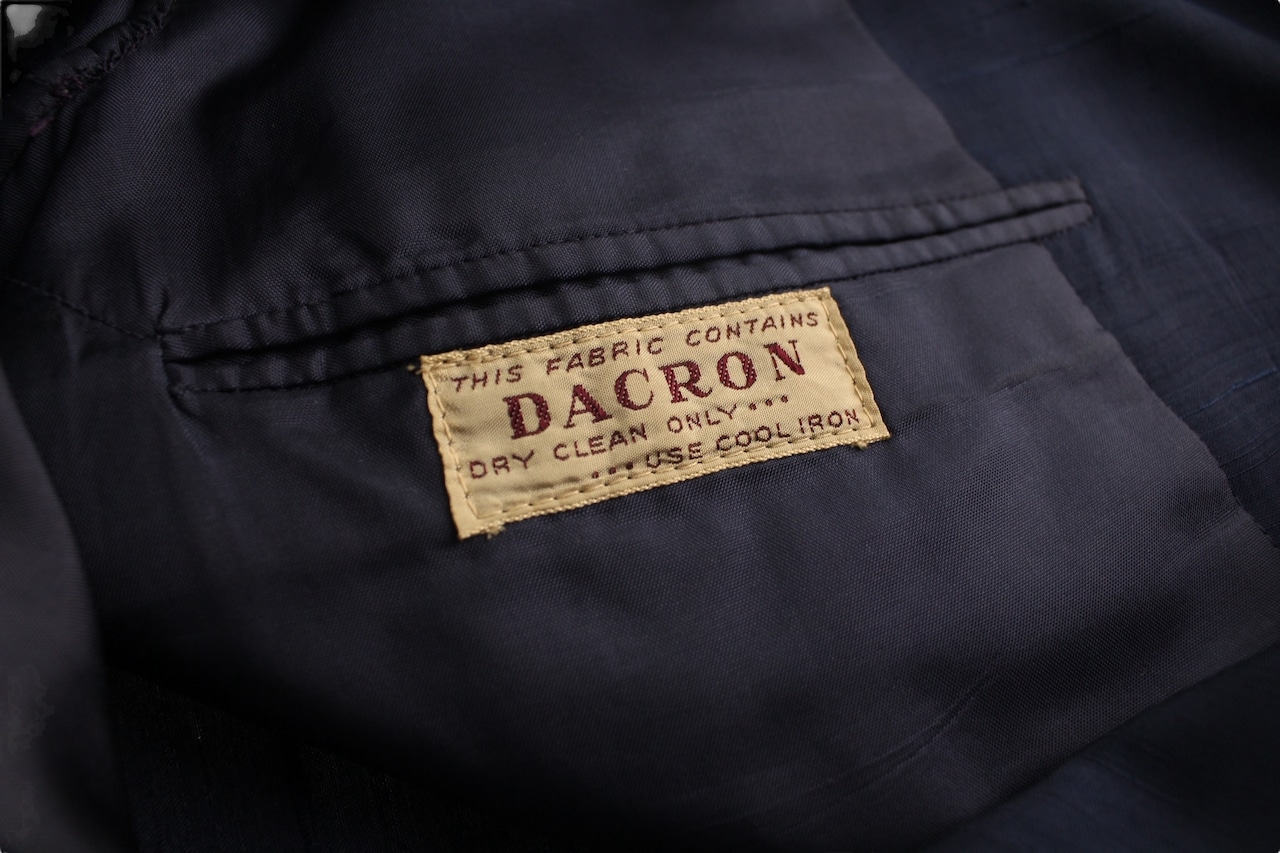 THIS FABRIC CONTAINS
DACRON
DRY CLEAN ONLY•••
•••USE COOL IRON